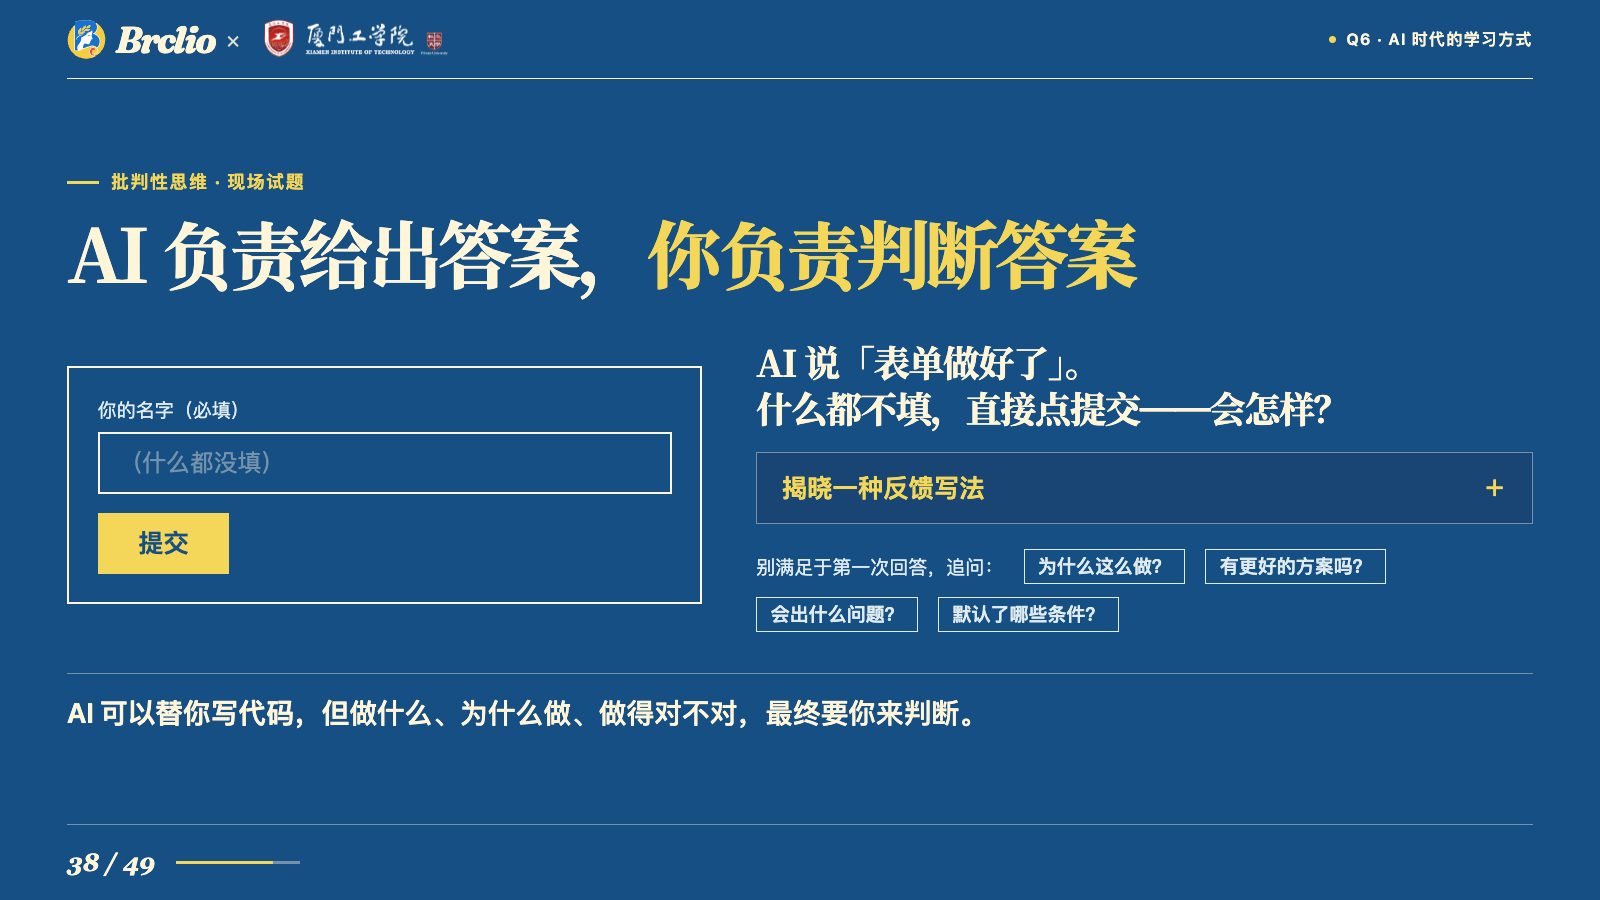 Brclio × 厦门工学院
XIAMEN INSTITUTE OF TECHNOLOGY
Q6 · AI 时代的学习方式
批判性思维 · 现场试题
AI 负责给出答案，你负责判断答案
你的名字（必填）
（什么都没填）
提交
AI 说「表单做好了」。
什么都不填，直接点提交——会怎样？
揭晓一种反馈写法 +
别满足于第一次回答，追问： 为什么这么做？ 有更好的方案吗？
会出什么问题？ 默认了哪些条件？
AI 可以替你写代码，但做什么、为什么做、做得对不对，最终要你来判断。
38 / 49